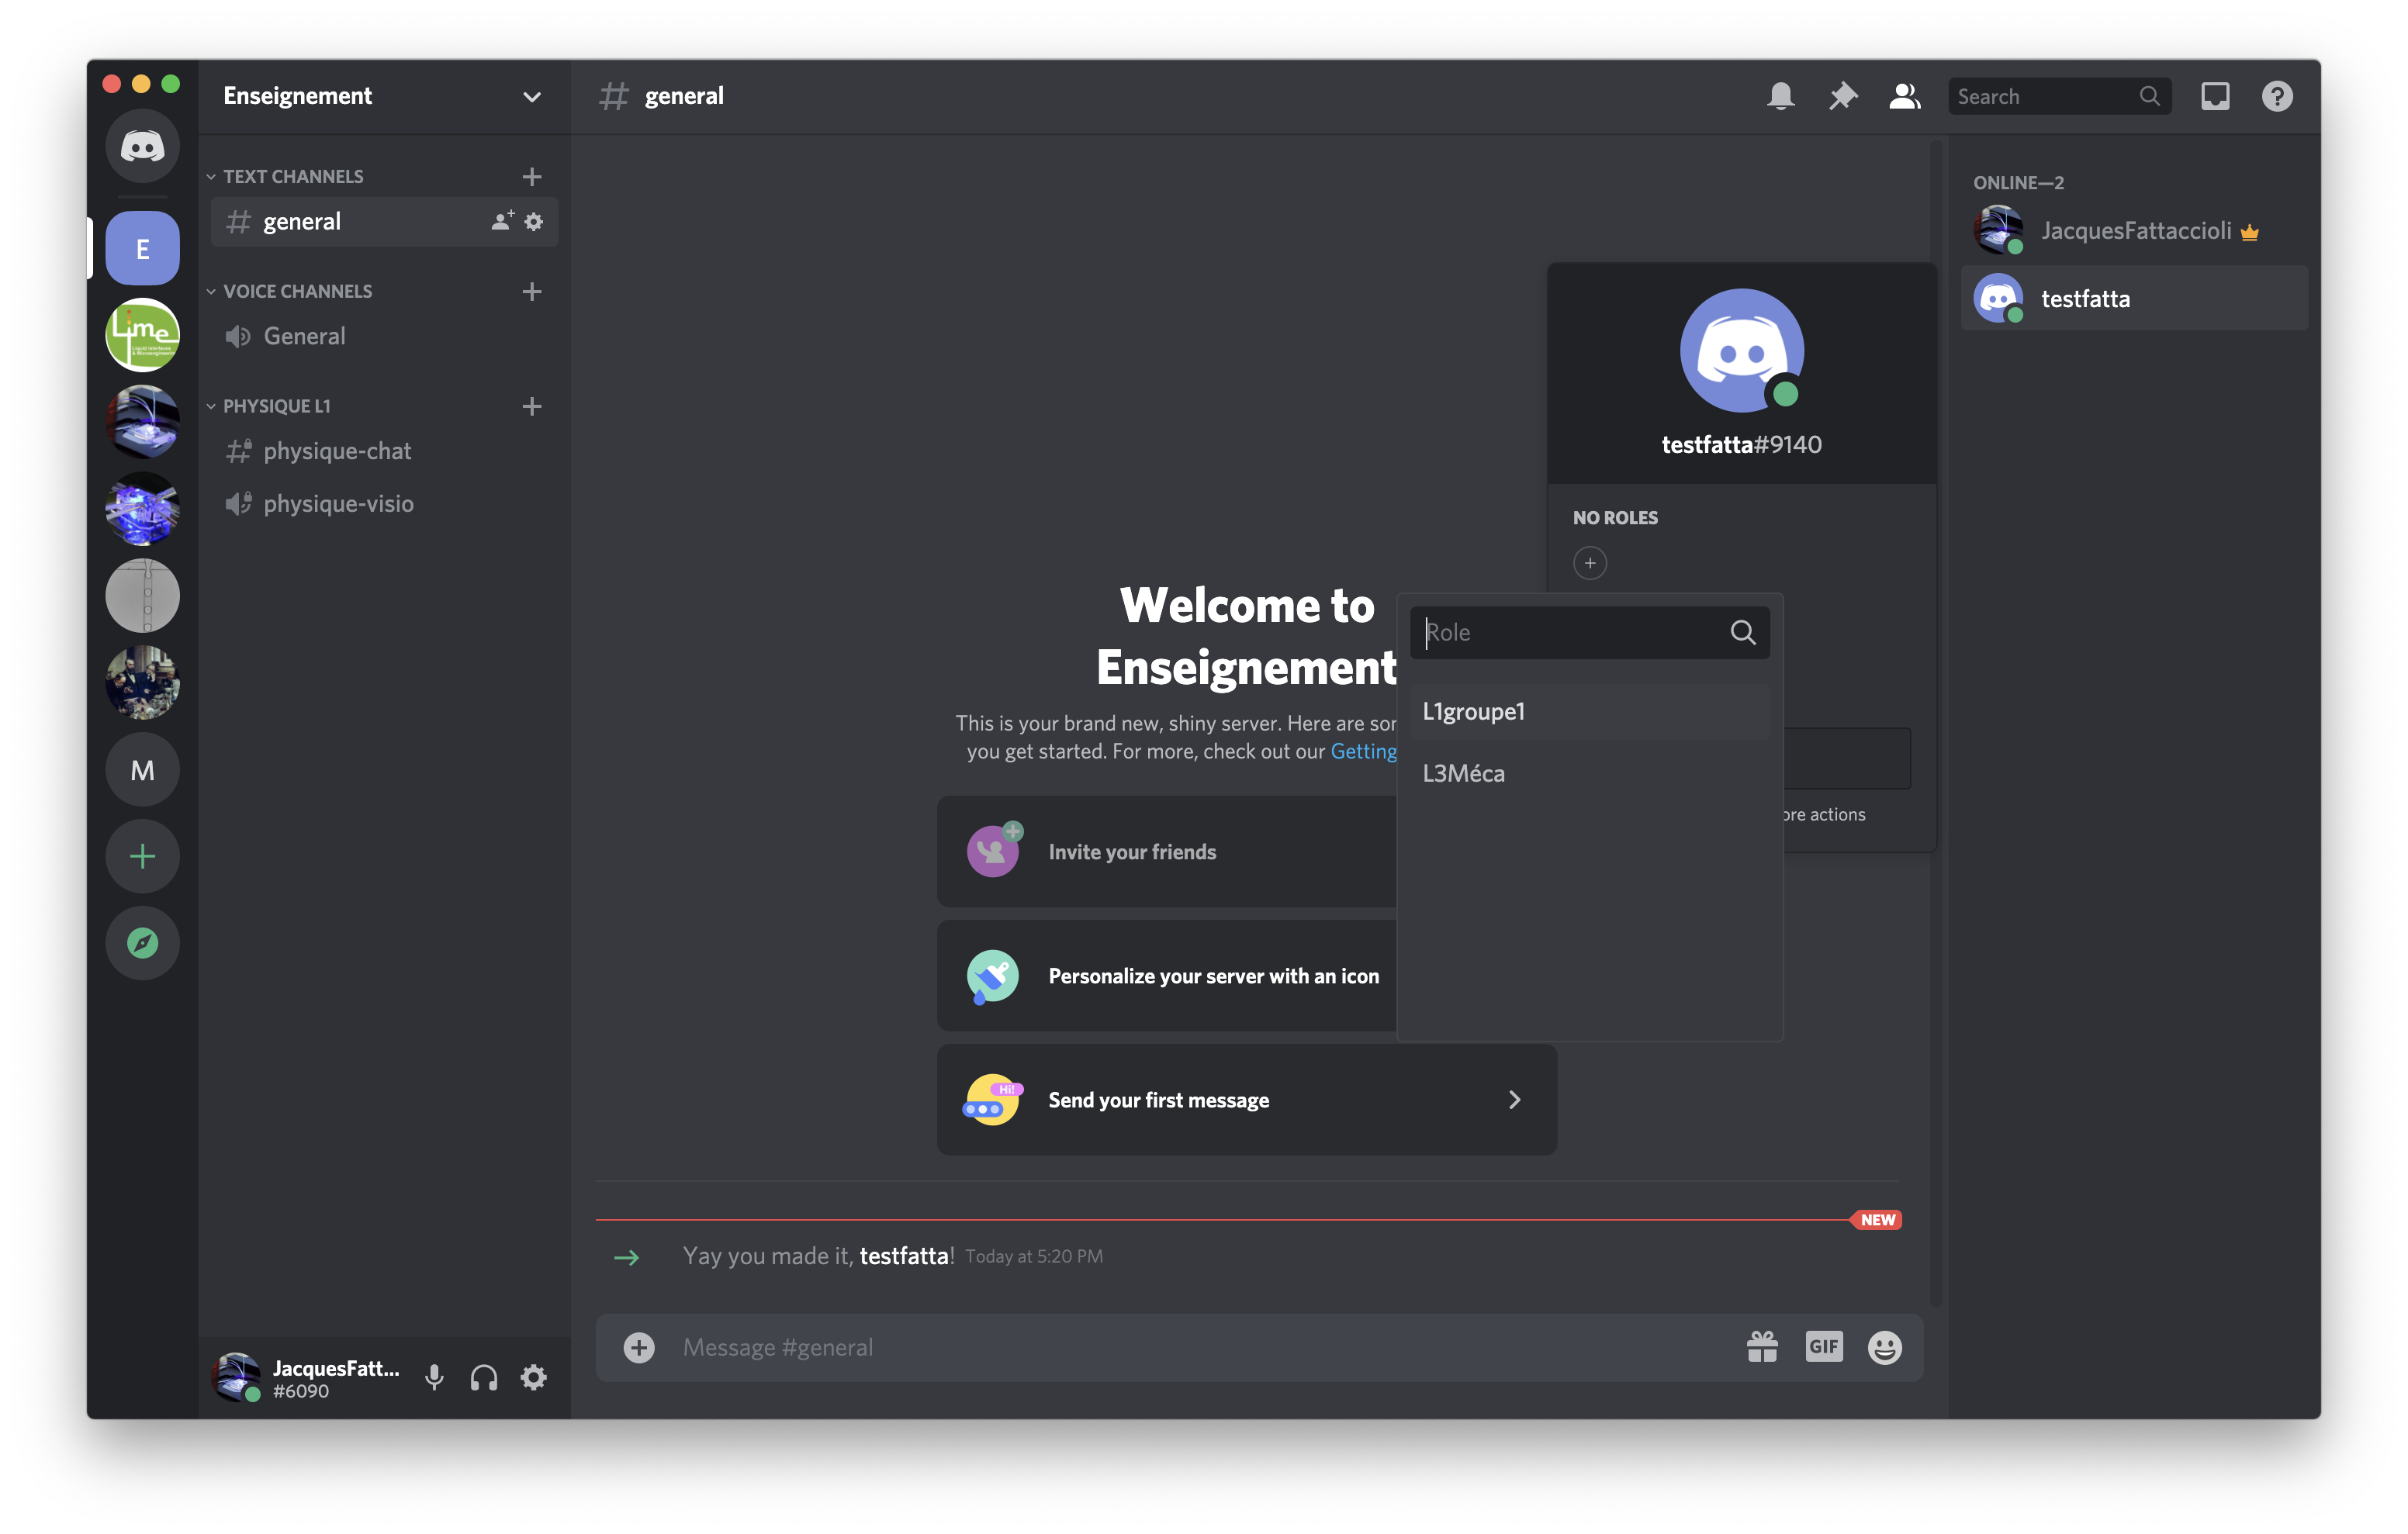 Enseignement
general
Search
TEXT CHANNELS
general
VOICE CHANNELS
General
PHYSIQUE L1
physique-chat
physique-visio
E
Lime
M
JacquesFatt...
#6090
Welcome to
Enseignement
This is your brand new, shiny server. Here are
you get started. For more, check out our Getting
Invite your friends
Personalize your server with an icon
Hi!
Send your first message
NEW
Yay you made it, testfatta! Today at 5:20 PM
Message #general
GIF
testfatta#9140
NO ROLES
Role
L1groupe1
L3Méca
actions
ONLINE—2
JacquesFattaccioli
testfatta